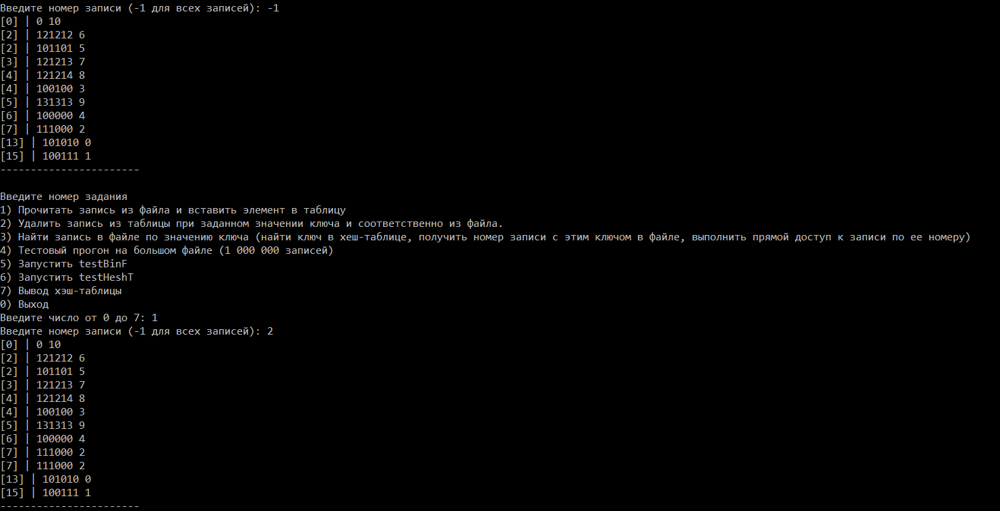 Введите номер записи (-1 для всех записей): -1
[0] | 0 10
[2] | 121212 6
[2] | 101101 5
[3] | 121213 7
[4] | 121214 8
[4] | 100100 3
[5] | 131313 9
[6] | 100000 4
[7] | 111000 2
[13] | 101010 0
[15] | 100111 1
-----------------------
Введите номер задания
1) Прочитать запись из файла и вставить элемент в таблицу
2) Удалить запись из таблицы при заданном значении ключа и соответственно из файла.
3) Найти запись в файле по значению ключа (найти ключ в хеш-таблице, получить номер записи с этим ключом в файле, выполнить прямой доступ к записи по ее номеру)
4) Тестовый прогон на большом файле (1 000 000 записей)
5) Запустить testBinF
6) Запустить testHeshT
7) Вывод хэш-таблицы
0) Выход
Введите число от 0 до 7: 1
Введите номер записи (-1 для всех записей): 2
[0] | 0 10
[2] | 121212 6
[2] | 101101 5
[3] | 121213 7
[4] | 121214 8
[4] | 100100 3
[5] | 131313 9
[6] | 100000 4
[7] | 111000 2
[7] | 111000 2
[13] | 101010 0
[15] | 100111 1
-----------------------